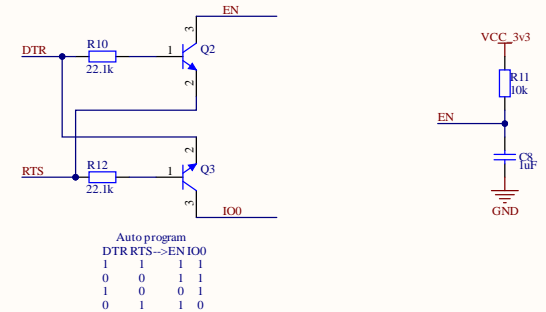 EN
3
DTR
R10
1
Q2
22.1k
2
2
RTS
R12
1
Q3
22.1k
3
IO0
Auto program
DTR RTS-->EN IO0
1 1 1 1
0 0 1 1
1 0 0 1
0 1 1 0
VCC_3v3
R11
10k
EN
C8
1uF
GND